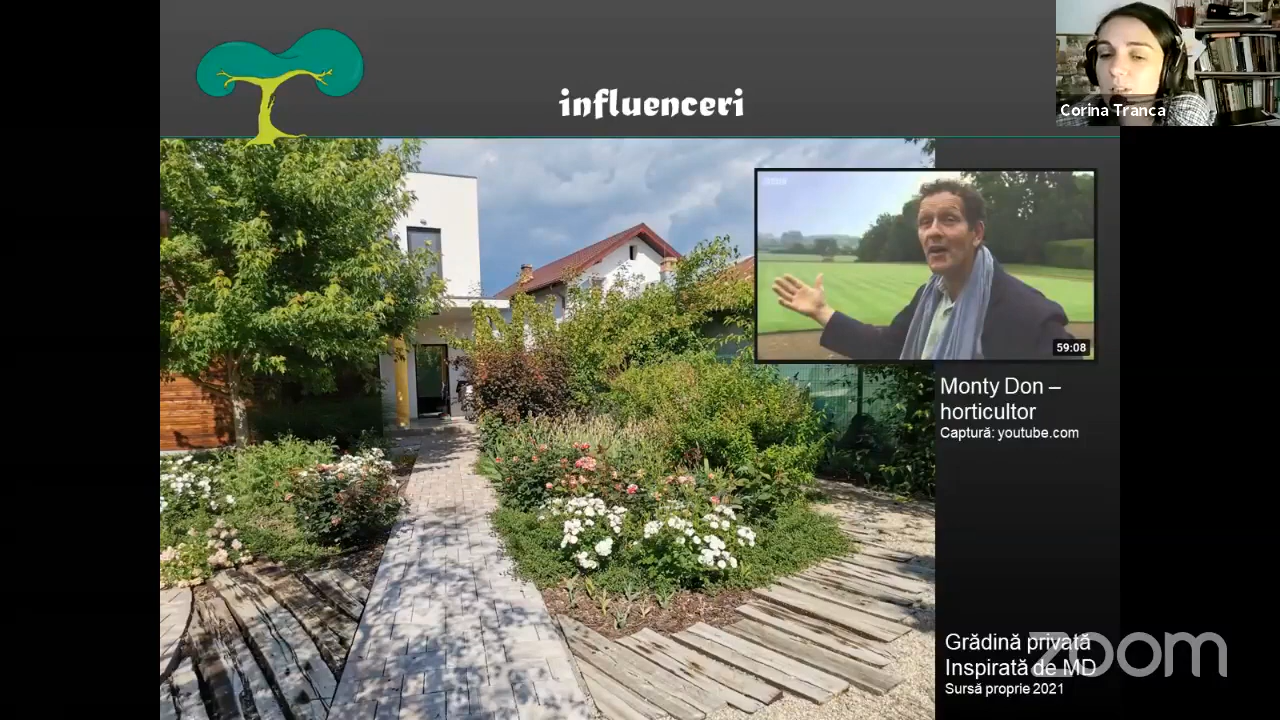 influenceri
Corina Tranca
59:08
Monty Don –
horticultor
Captură: youtube.com
Grădină privată
Inspirată de MD
Sursă proprie 2021
zoom